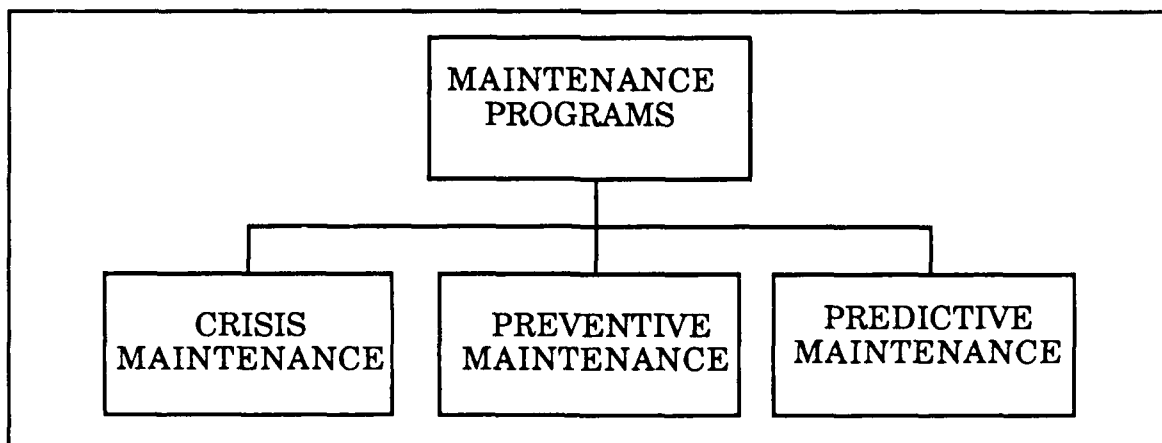 MAINTENANCE
PROGRAMS
CRISIS
MAINTENANCE
PREVENTIVE
MAINTENANCE
PREDICTIVE
MAINTENANCE